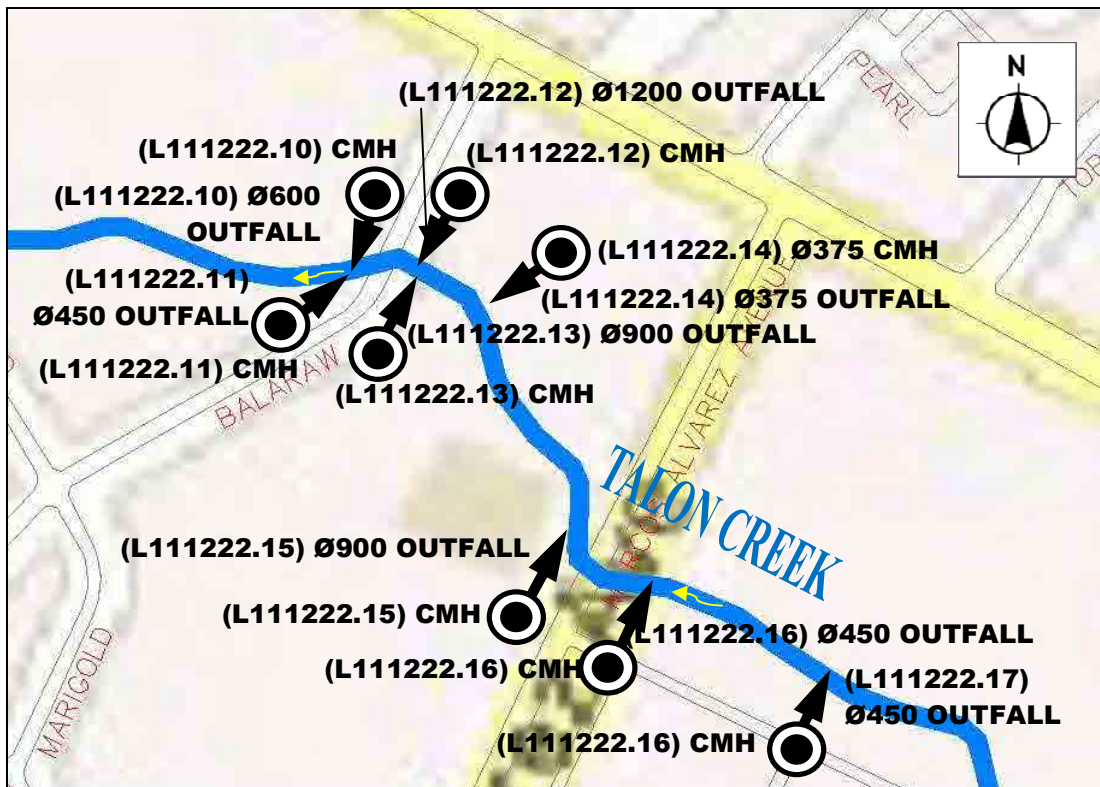 N
PEARL
(L111222.12) Ø1200 OUTFALL
(L111222.10) CMH
(L111222.12) CMH
(L111222.10) Ø600
OUTFALL
(L111222.14) Ø375 CMH
(L111222.11)
Ø450 OUTFALL
(L111222.14) Ø375 OUTFALL
(L111222.13) Ø900 OUTFALL
(L111222.11) CMH
(L111222.13) CMH
BALARAW
ALVAREZ
TALON CREEK
(L111222.15) Ø900 OUTFALL
(L111222.15) CMH
(L111222.16) Ø450 OUTFALL
(L111222.16) CMH
(L111222.17)
Ø450 OUTFALL
(L111222.16) CMH
MARIGOLD